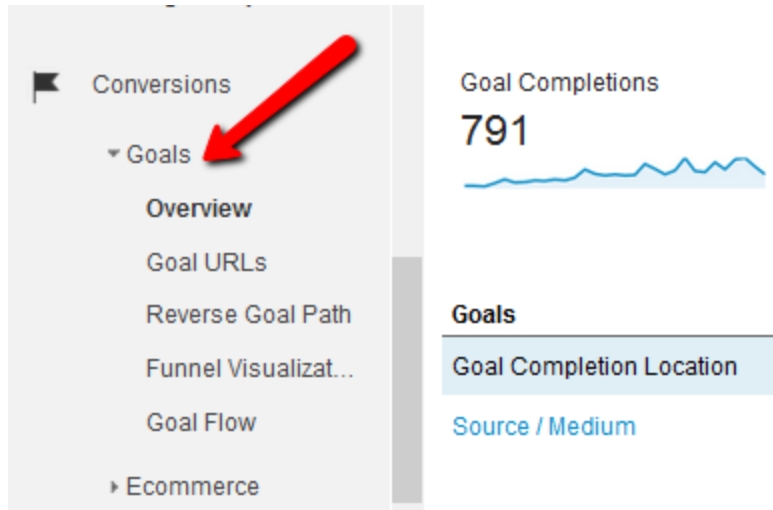 Conversions
Goals
Overview
Goal URLs
Reverse Goal Path
Funnel Visualizat...
Goal Flow
Ecommerce
Goal Completions
791
Goals
Goal Completion Location
Source / Medium